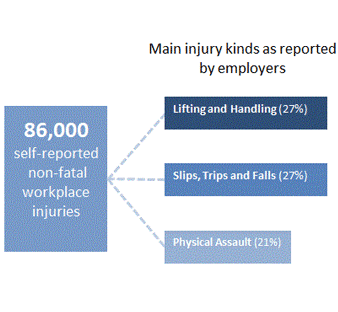 Main injury kinds as reported
by employers
86,000
self-reported
non-fatal
workplace
injuries
Lifting and Handling (27%)
Slips, Trips and Falls (27%)
Physical Assault (21%)